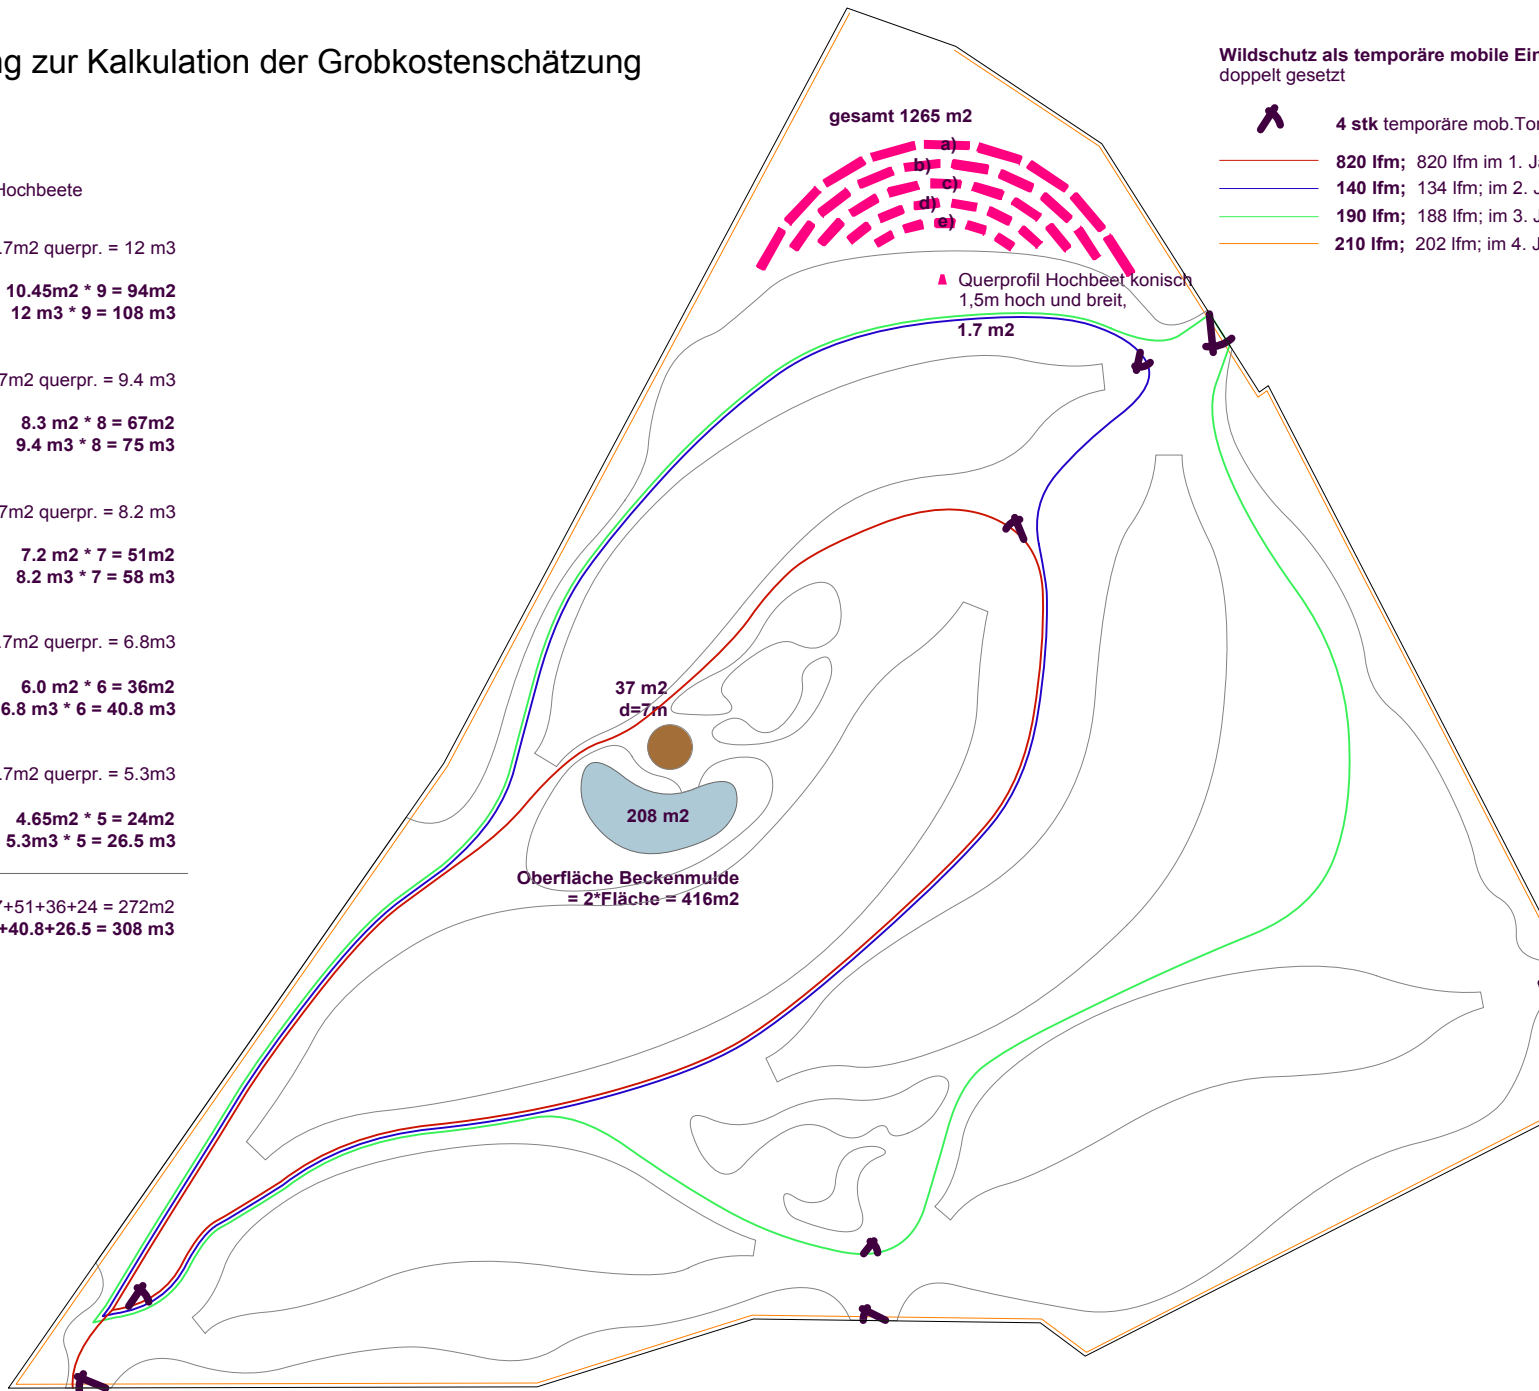 ng zur Kalkulation der Grobkostenschätzung
Hochbeete
.7m2 querpr. = 12 m3
10.45m2 * 9 = 94m2
12 m3 * 9 = 108 m3
7m2 querpr. = 9.4 m3
8.3 m2 * 8 = 67m2
9.4 m3 * 8 = 75 m3
7m2 querpr. = 8.2 m3
7.2 m2 * 7 = 51m2
8.2 m3 * 7 = 58 m3
.7m2 querpr. = 6.8m3
6.0 m2 * 6 = 36m2
6.8 m3 * 6 = 40.8 m3
.7m2 querpr. = 5.3m3
4.65m2 * 5 = 24m2
5.3m3 * 5 = 26.5 m3
7+51+36+24 = 272m2
+40.8+26.5 = 308 m3
gesamt 1265 m2
a)
b)
c)
d)
e)
Querprofil Hochbeet konisch
1,5m hoch und breit,
1.7 m2
37 m2
d=7m
208 m2
Oberfläche Beckenmulde
= 2*Fläche = 416m2
Wildschutz als temporäre mobile Ein
doppelt gesetzt
4 stk temporäre mob.Tor
820 lfm; 820 lfm im 1. Ja
140 lfm; 134 lfm; im 2. J
190 lfm; 188 lfm; im 3. J
210 lfm; 202 lfm; im 4. J